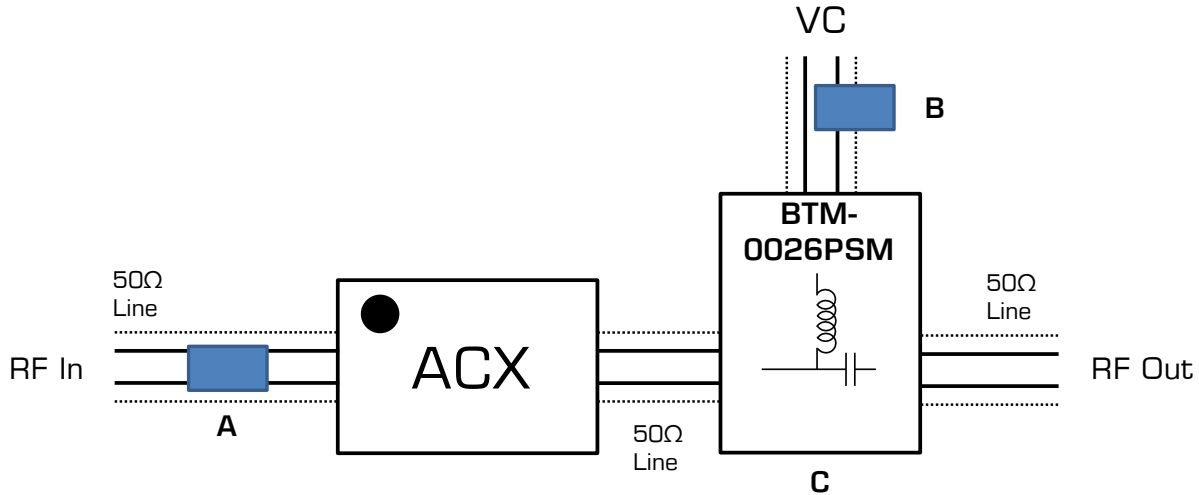 VC
B
BTM-
0026PSM
50Ω
Line
50Ω
Line
RF In
ACX
RF Out
A
50Ω
Line
C